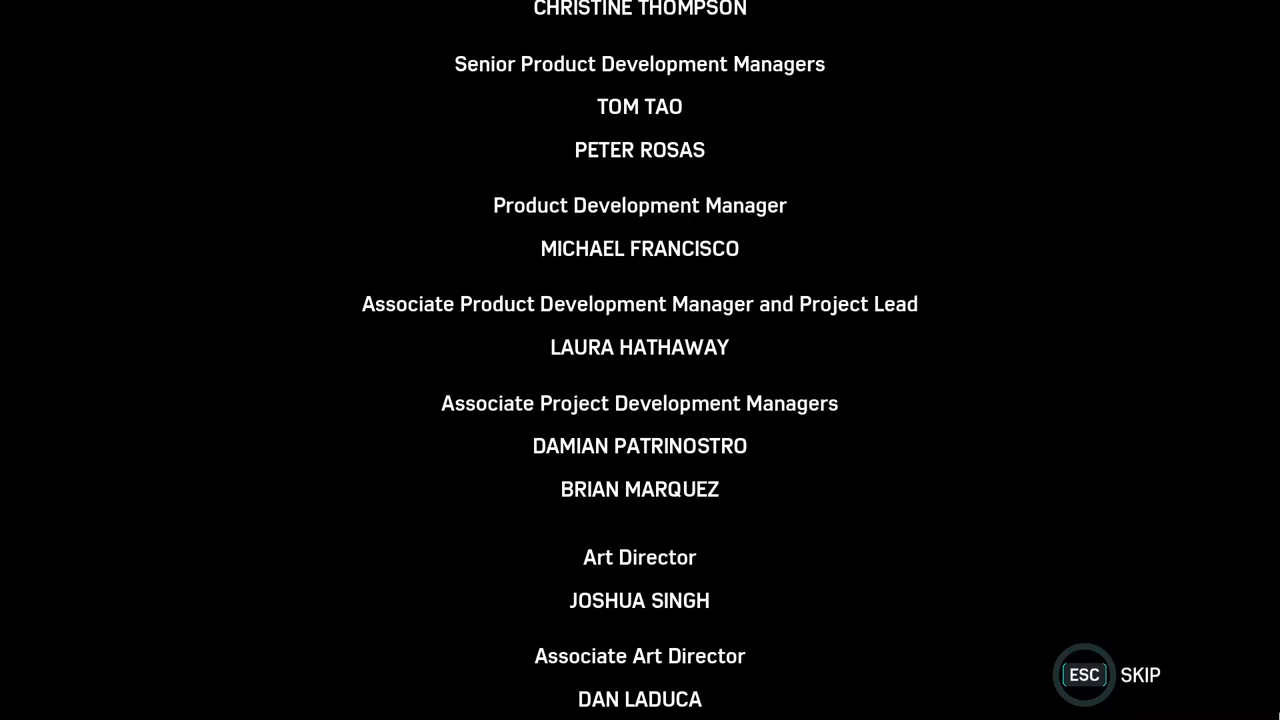 CHRISTINE THOMPSON
Senior Product Development Managers
TOM TAO
PETER ROSAS
Product Development Manager
MICHAEL FRANCISCO
Associate Product Development Manager and Project Lead
LAURA HATHAWAY
Associate Project Development Managers
DAMIAN PATRINOSTRO
BRIAN MARQUEZ
Art Director
JOSHUA SINGH
Associate Art Director
DAN LADUCA
ESC SKIP